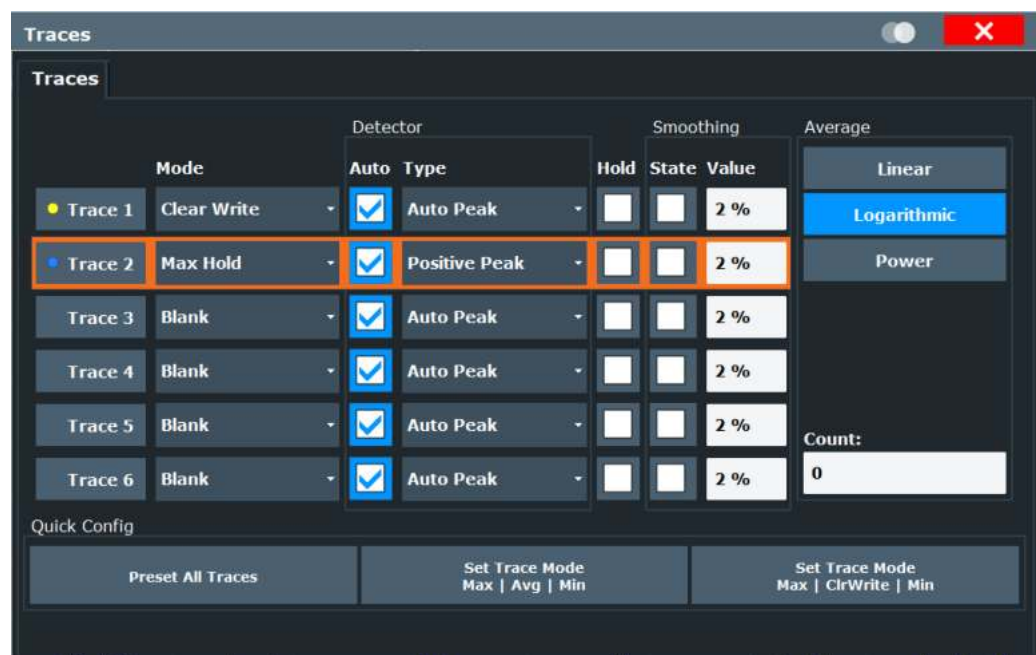 Traces
Traces
Detector Smoothing Average
Mode Auto Type Hold State Value Linear
Trace 1 Clear Write Auto Peak 2 % Logarithmic
Trace 2 Max Hold Positive Peak 2 % Power
Trace 3 Blank Auto Peak 2 %
Trace 4 Blank Auto Peak 2 %
Trace 5 Blank Auto Peak 2 %
Count:
Trace 6 Blank Auto Peak 2 % 0
Quick Config
Preset All Traces
Set Trace Mode
Max | Avg | Min
Set Trace Mode
Max | ClrWrite | Min